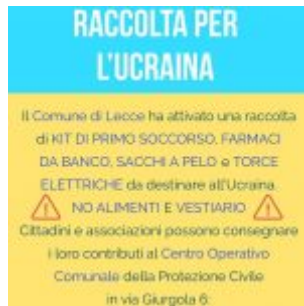 RACCOLTA PER
L'UCRAINA
Il Comune di Lecce ha attivato una raccolta
di KIT DI PRIMO SOCCORSO, FARMACI
DA BANCO, SACCHI A PELO e TORCE
ELETTRICHE da destinare all'Ucraina.
NO ALIMENTI E VESTIARIO
Cittadini e associazioni possono consegnare
i loro contributi al Centro Operativo
Comunale della Protezione Civile
in via Giurgola 6: